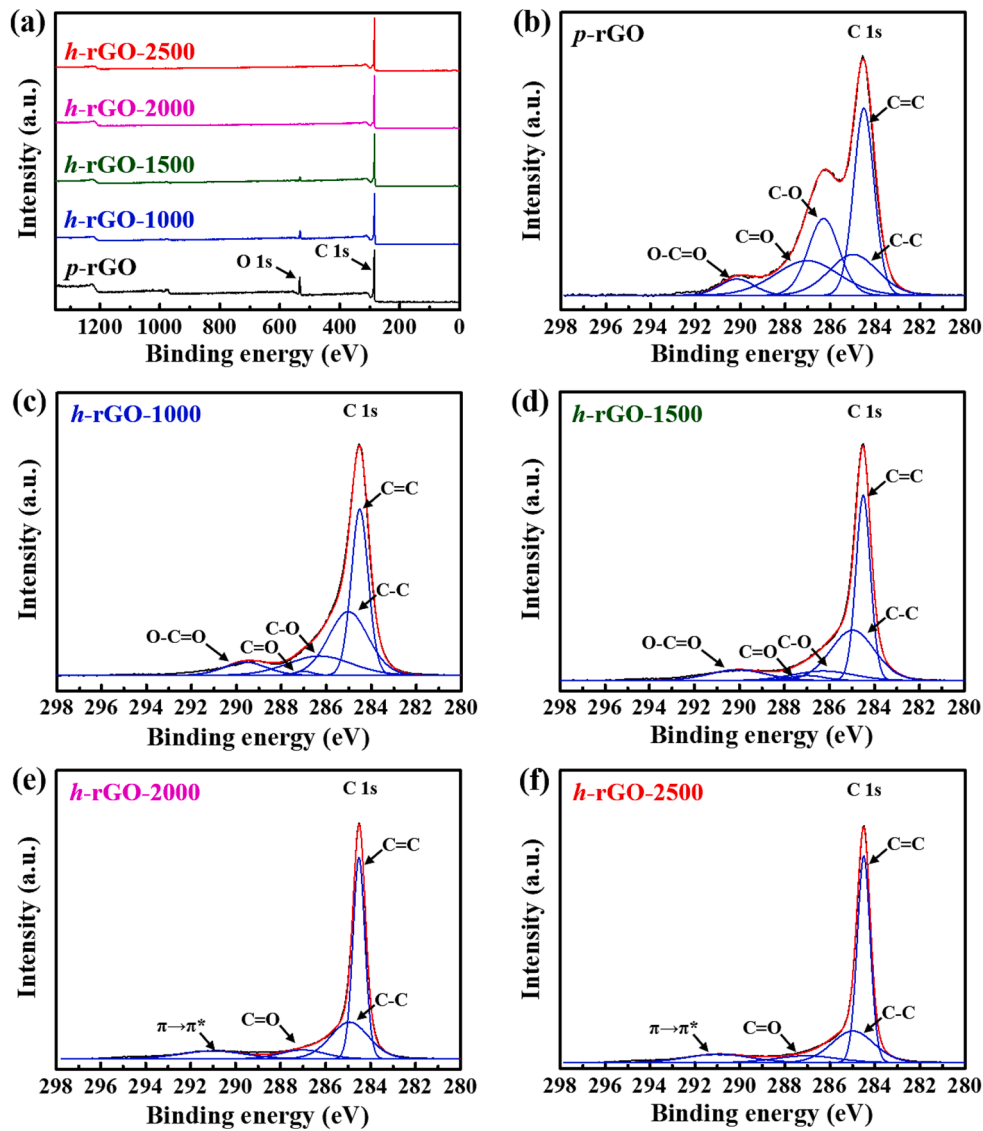 (a)
h-rGO-2500
h-rGO-2000
h-rGO-1500
h-rGO-1000
p-rGO
O 1s
C 1s
Intensity (a.u.)
1200 1000 800 600 400 200 0
Binding energy (eV)
(b)
p-rGO
C 1s
C=C
C-O
C=O
O-C=O
C-C
Intensity (a.u.)
298 296 294 292 290 288 286 284 282 280
Binding energy (eV)
(c)
h-rGO-1000
C 1s
C=C
C-C
C-O
O-C=O
C=O
Intensity (a.u.)
298 296 294 292 290 288 286 284 282 280
Binding energy (eV)
(d)
h-rGO-1500
C 1s
C=C
C-C
C-O
O-C=O
C=O
Intensity (a.u.)
298 296 294 292 290 288 286 284 282 280
Binding energy (eV)
(e)
h-rGO-2000
C 1s
C=C
C-C
C=O
π→π*
Intensity (a.u.)
298 296 294 292 290 288 286 284 282 280
Binding energy (eV)
(f)
h-rGO-2500
C 1s
C=C
C-C
C=O
π→π*
Intensity (a.u.)
298 296 294 292 290 288 286 284 282 280
Binding energy (eV)